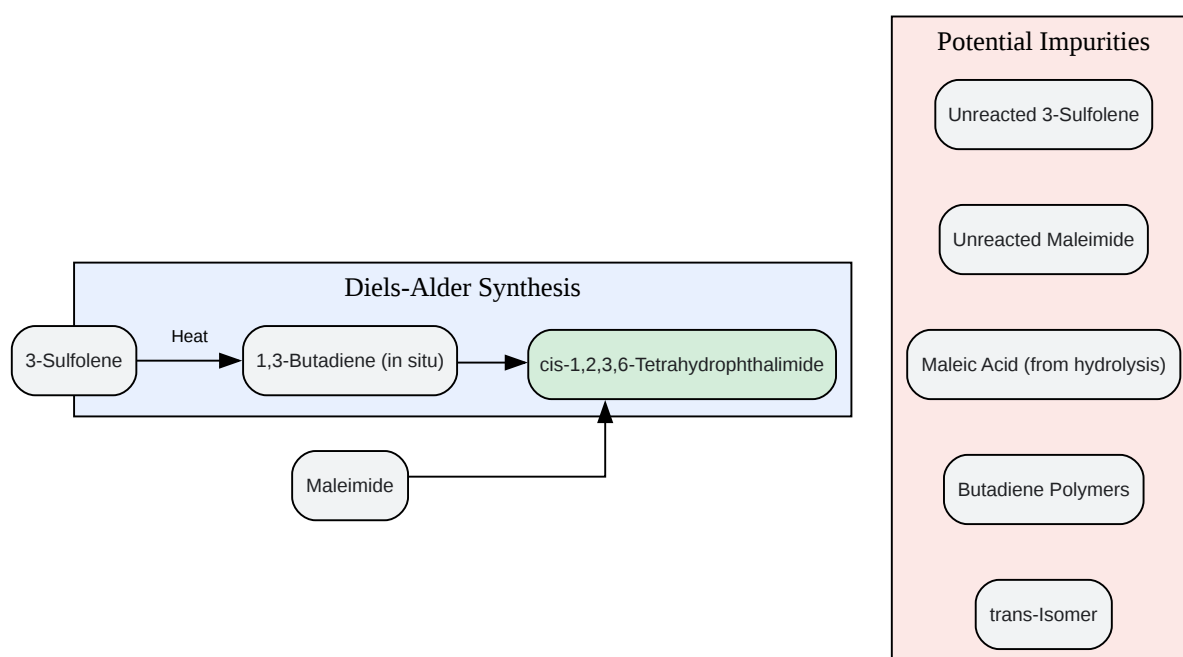 Diels-Alder Synthesis
3-Sulfolene
Heat
1,3-Butadiene (in situ)
cis-1,2,3,6-Tetrahydrophthalimide
Maleimide
Potential Impurities
Unreacted 3-Sulfolene
Unreacted Maleimide
Maleic Acid (from hydrolysis)
Butadiene Polymers
trans-Isomer